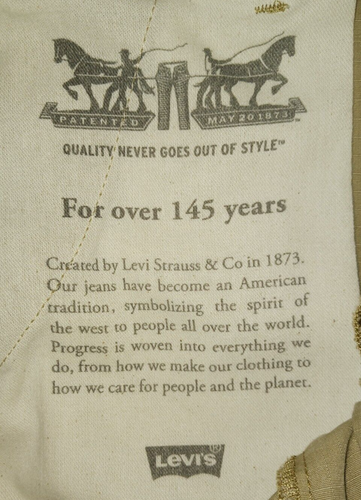 PATENTED MAY 20 1873 ™
QUALITY NEVER GOES OUT OF STYLE™
For over 145 years
Created by Levi Strauss & Co in 1873.
Our jeans have become an American
tradition, symbolizing the spirit of
the west to people all over the world.
Progress is woven into everything we
do, from how we make our clothing to
how we care for people and the planet.
Levi's®